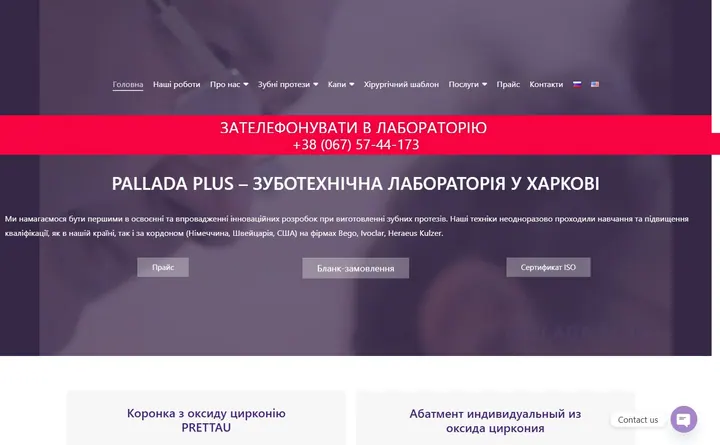 Головна Наші роботи Про нас Зубні протези Капи Хірургічний шаблон Послуги Прайс Контакти
ЗАТЕЛЕФОНУВАТИ В ЛАБОРАТОРІЮ
+38 (067) 57-44-173
PALLADA PLUS – ЗУБОТЕХНІЧНА ЛАБОРАТОРІЯ У ХАРКОВІ
Ми намагаємося бути першими в освоєнні та впровадженні інноваційних розробок при виготовленні зубних протезів. Наші техніки неодноразово проходили навчання та підвищення
кваліфікації, як в нашій країні, так і за кордоном (Німеччина, Швейцарія, США) на фірмах Bego, Ivoclar, Heraeus Kulzer.
Прайс Бланк-замовлення Сертификат ISO
Коронка з оксиду цирконію
PRETTAU
Абатмент индивидуальный из
оксида циркония
Contact us